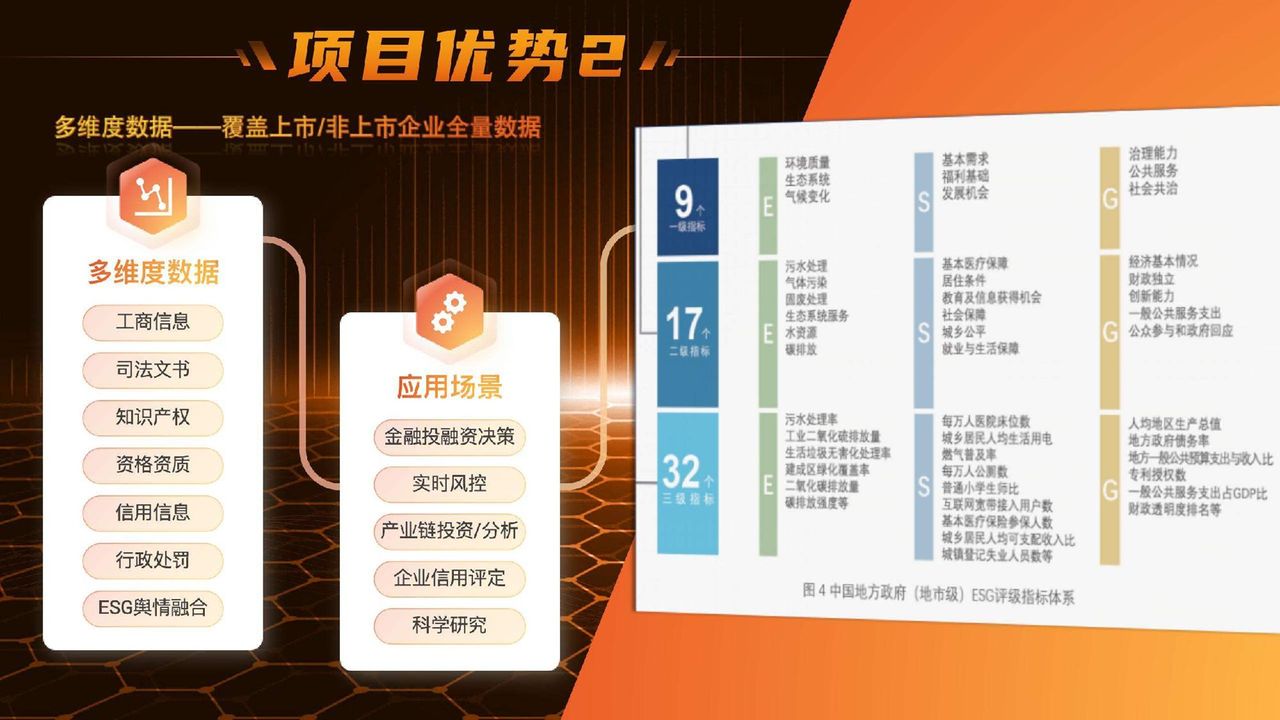 项目优势2
多维度数据——覆盖上市/非上市企业全量数据
多维度数据
工商信息
司法文书
知识产权
资格资质
信用信息
行政处罚
ESG舆情融合
应用场景
金融投融资决策
实时风控
产业链投资/分析
企业信用评定
科学研究
9个
一级指标
E
环境质量
生态系统
气候变化
S
基本需求
福利基础
发展机会
G
治理能力
公共服务
社会共治
17个
二级指标
E
污水处理
气体污染
固废处理
生态系统服务
水资源
碳排放
S
基本医疗保障
居住条件
教育及信息获得机会
社会保障
城乡公平
就业与生活保障
G
经济基本情况
财政独立
创新能力
一般公共服务支出
公众参与和政府回应
32个
三级指标
E
污水处理率
工业二氧化硫排放量
生活垃圾无害化处理率
建成区绿化覆盖率
二氧化碳排放量
碳排放强度等
S
每万人医院床位数
城乡居民人均生活用电
燃气普及率
每万人公厕数
普通小学生师比
互联网宽带接入用户数
基本医疗保险参保人数
城乡居民人均可支配收入比
城镇登记失业人员数等
G
人均地区生产总值
地方政府债务率
地方一般公共预算支出与收入比
专利授权数
一般公共服务支出占GDP比
财政透明度排名等
图 4 中国地方政府（地市级）ESG评级指标体系